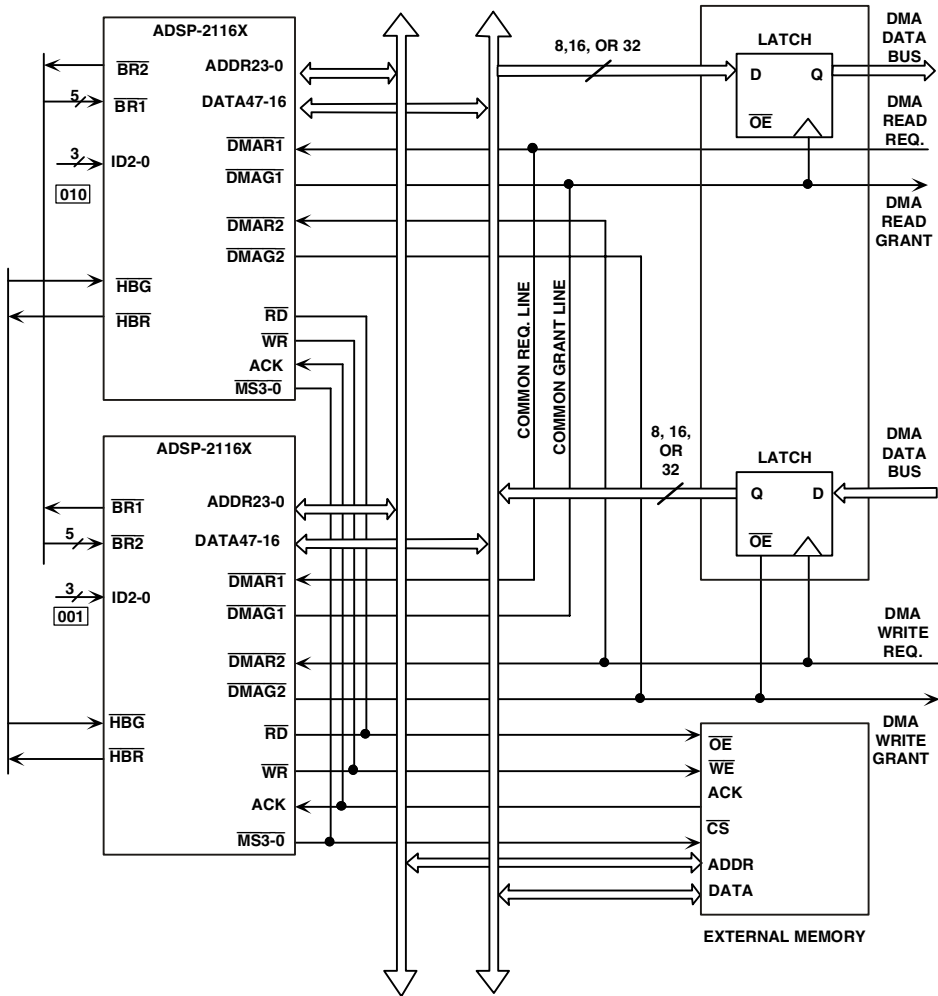 ADSP-2116X
BR2
5
BR1
3
ID2-0
010
HBG
HBR
ADDR23-0
DATA47-16
DMAR1
DMAG1
DMAR2
DMAG2
RD
WR
ACK
MS3-0
ADSP-2116X
BR1
5
BR2
3
ID2-0
001
HBG
HBR
ADDR23-0
DATA47-16
DMAR1
DMAG1
DMAR2
DMAG2
RD
WR
ACK
MS3-0
COMMON REQ. LINE
COMMON GRANT LINE
8,16, OR 32
LATCH
D Q
OE
DMA
DATA
BUS
DMA
READ
REQ.
DMA
READ
GRANT
8, 16,
OR
32
LATCH
Q D
OE
DMA
DATA
BUS
DMA
WRITE
REQ.
DMA
WRITE
GRANT
OE
WE
ACK
CS
ADDR
DATA
EXTERNAL MEMORY